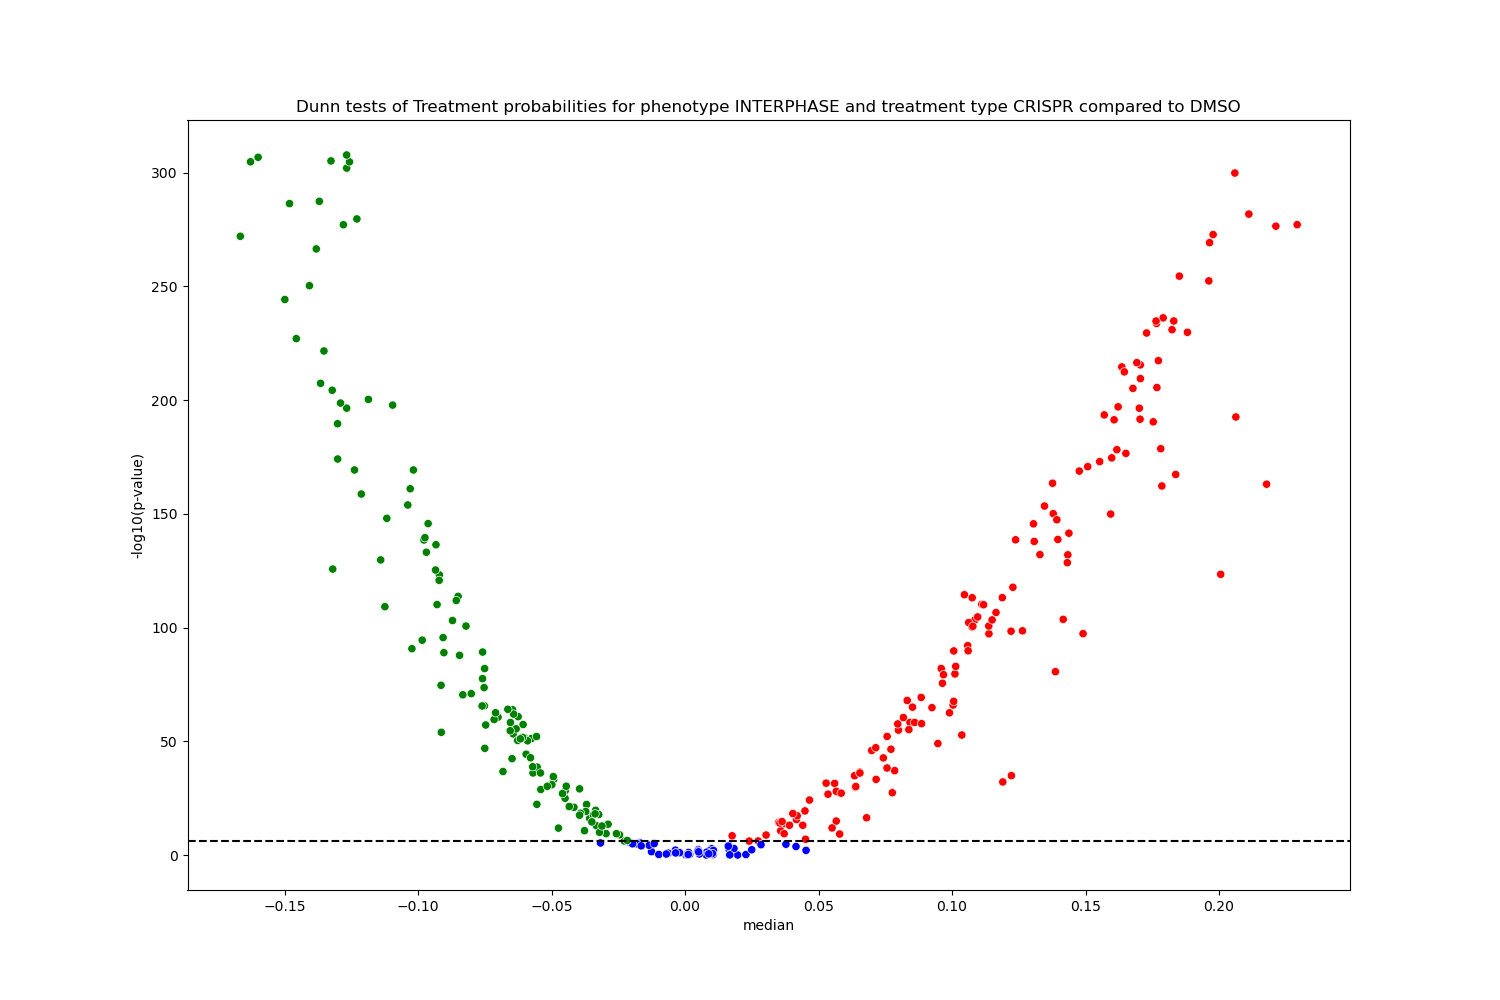 Dunn tests of Treatment probabilities for phenotype INTERPHASE and treatment type CRISPR compared to DMSO
300
250
200
150
100
50
0
-log10(p-value)
−0.15 −0.10 −0.05 0.00 0.05 0.10 0.15 0.20
median